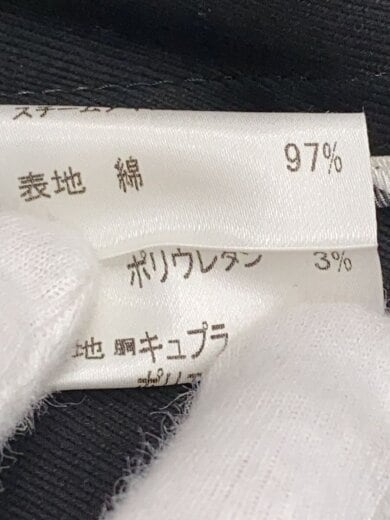 表地 綿 97%
ポリウレタン 3%
地 胴 キュプラ